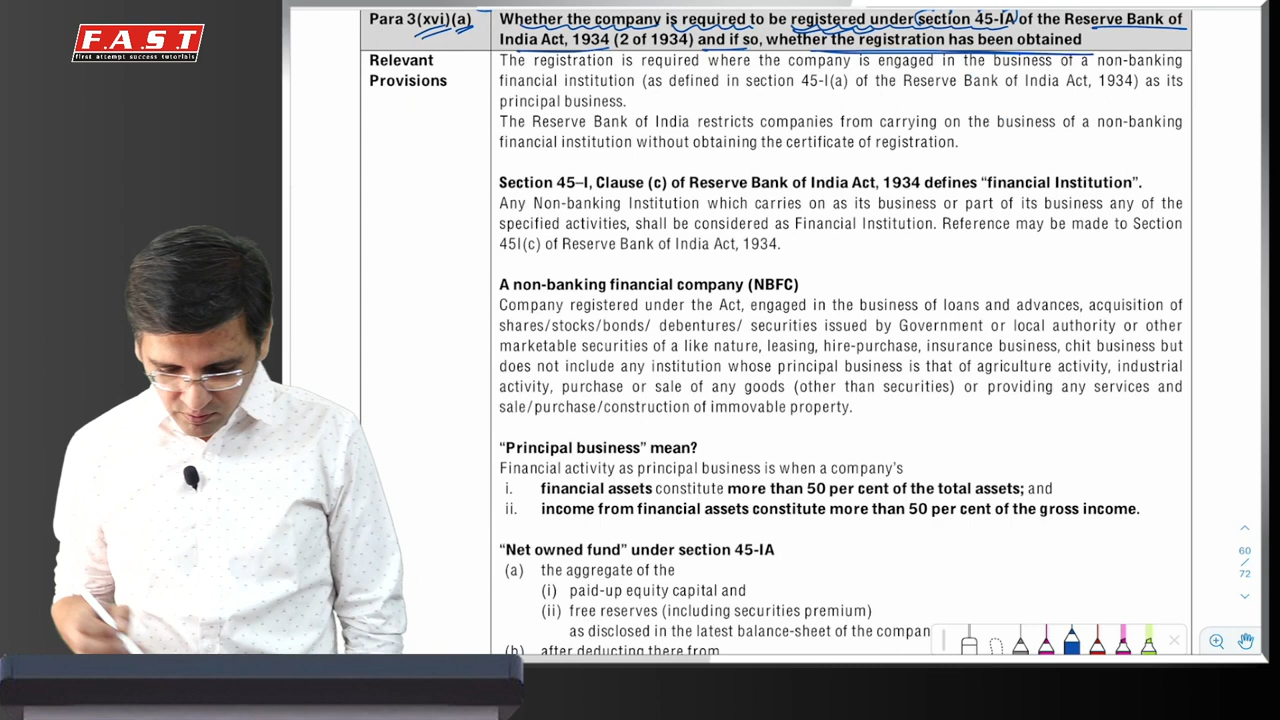 F.A.S.T
first attempt success tutorials
Para 3(xvi)(a)
Whether the company is required to be registered under section 45-IA of the Reserve Bank of
India Act, 1934 (2 of 1934) and if so, whether the registration has been obtained
Relevant
Provisions
The registration is required where the company is engaged in the business of a non-banking
financial institution (as defined in section 45-I(a) of the Reserve Bank of India Act, 1934) as its
principal business.
The Reserve Bank of India restricts companies from carrying on the business of a non-banking
financial institution without obtaining the certificate of registration.
Section 45–I, Clause (c) of Reserve Bank of India Act, 1934 defines “financial Institution”.
Any Non-banking Institution which carries on as its business or part of its business any of the
specified activities, shall be considered as Financial Institution. Reference may be made to Section
45I(c) of Reserve Bank of India Act, 1934.
A non-banking financial company (NBFC)
Company registered under the Act, engaged in the business of loans and advances, acquisition of
shares/stocks/bonds/ debentures/ securities issued by Government or local authority or other
marketable securities of a like nature, leasing, hire-purchase, insurance business, chit business but
does not include any institution whose principal business is that of agriculture activity, industrial
activity, purchase or sale of any goods (other than securities) or providing any services and
sale/purchase/construction of immovable property.
“Principal business” mean?
Financial activity as principal business is when a company’s
i. financial assets constitute more than 50 per cent of the total assets; and
ii. income from financial assets constitute more than 50 per cent of the gross income.
“Net owned fund” under section 45-IA
(a) the aggregate of the
(i) paid-up equity capital and
(ii) free reserves (including securities premium)
as disclosed in the latest balance-sheet of the compan
(b) after deducting there from
60
/
72